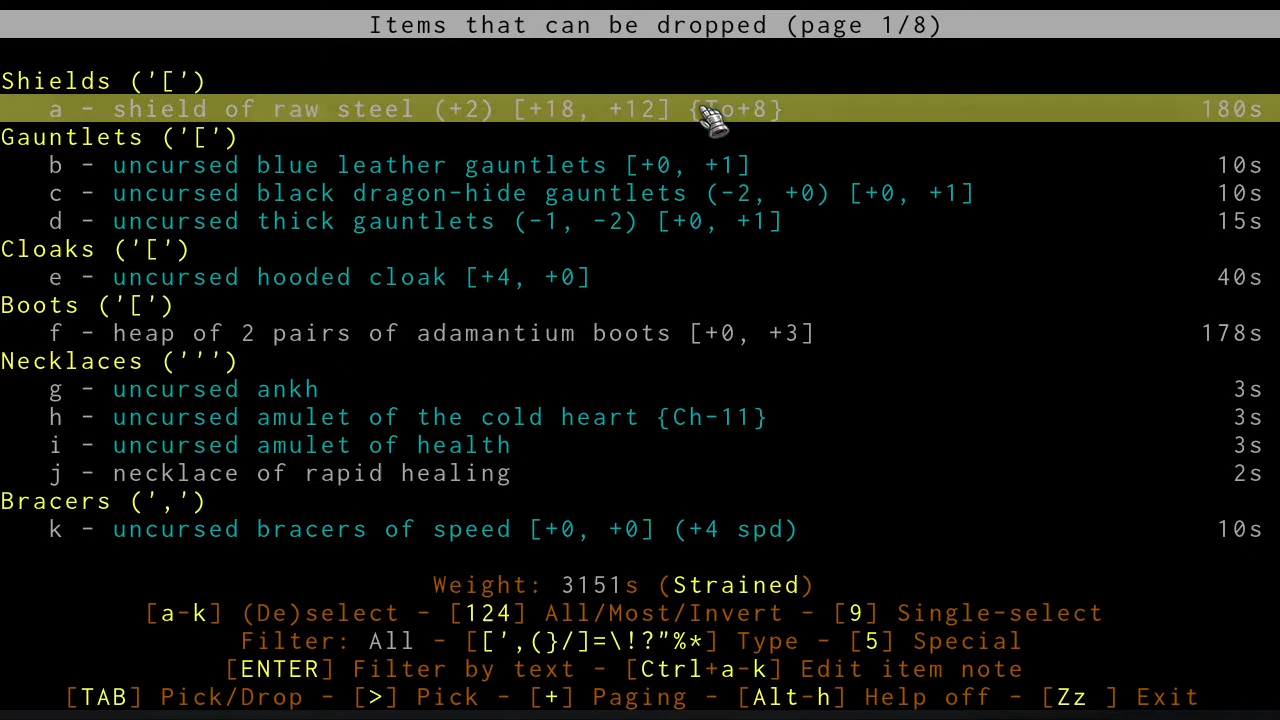 Items that can be dropped (page 1/8)
Shields ('[')
a - shield of raw steel (+2) [+18, +12] {To+8} 180s
Gauntlets ('[')
b - uncursed blue leather gauntlets [+0, +1] 10s
c - uncursed black dragon-hide gauntlets (-2, +0) [+0, +1] 10s
d - uncursed thick gauntlets (-1, -2) [+0, +1] 15s
Cloaks ('[')
e - uncursed hooded cloak [+4, +0] 40s
Boots ('[')
f - heap of 2 pairs of adamantium boots [+0, +3] 178s
Necklaces (''')
g - uncursed ankh 3s
h - uncursed amulet of the cold heart {Ch-11} 3s
i - uncursed amulet of health 3s
j - necklace of rapid healing 2s
Bracers (',')
k - uncursed bracers of speed [+0, +0] (+4 spd) 10s
Weight: 3151s (Strained)
[a-k] (De)select - [124] All/Most/Invert - [9] Single-select
Filter: All - [[',(}/]=\!?"%*] Type - [5] Special
[ENTER] Filter by text - [Ctrl+a-k] Edit item note
[TAB] Pick/Drop - [>] Pick - [+] Paging - [Alt-h] Help off - [Zz ] Exit